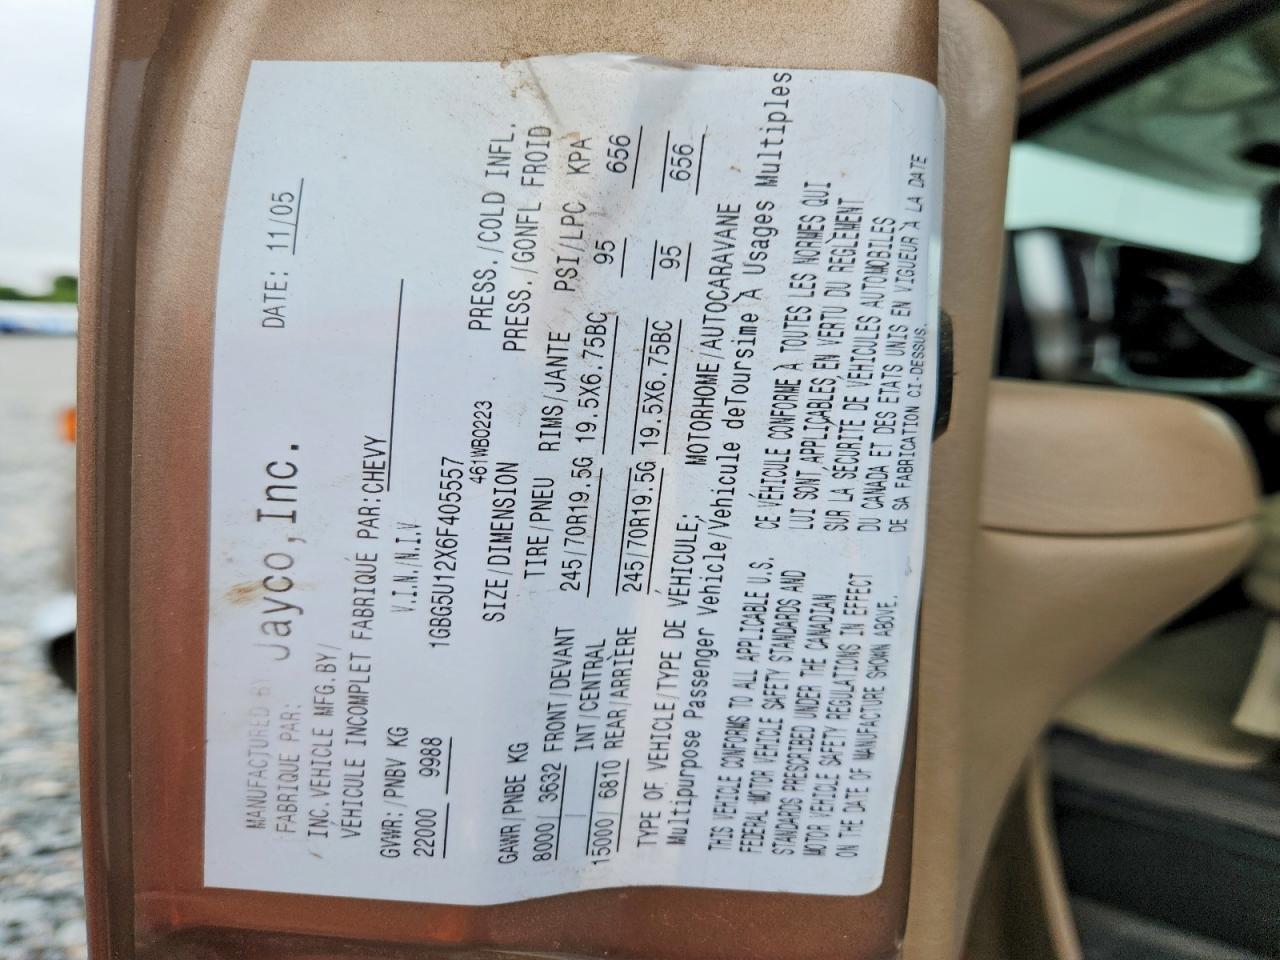 MANUFACTURED BY Jayco,Inc. DATE: 11/05
FABRIQUE PAR:
INC.VEHICLE MFG.BY/
VEHICULE INCOMPLET FABRIQUÉ PAR: CHEVY
GVWR:/PNBV KG V.I.N/N.I.V
22000 9988 1GBG5U12X6F405557
461WB0223
GAWR/PNBE KG SIZE/DIMENSION PRESS./COLD INFL.
TIRE/PNEU RIMS/JANTE PRESS./GONFL FROID
PSI/LPC KPA
8000 3632 FRONT/DEVANT 245/70R19.5G 19.5X6.75BC 95 656
INT/CENTRAL
15000 6810 REAR/ARRIÈRE 245/70R19.5G 19.5X6.75BC 95 656
TYPE OF VEHICLE/TYPE DE VÉHICULE: MOTORHOME/AUTOCARAVANE
Multipurpose Passenger Vehicle/Vehicule deToursime À Usages Multiples
THIS VEHICLE CONFORMS TO ALL APPLICABLE U.S.
FEDERAL MOTOR VEHICLE SAFETY STANDARDS AND
STANDARDS PRESCRIBED UNDER THE CANADIAN
MOTOR VEHICLE SAFETY REGULATIONS IN EFFECT
ON THE DATE OF MANUFACTURE SHOWN ABOVE.
CE VÉHICULE CONFORME À TOUTES LES NORMES QUI
LUI SONT APPLICABLES EN VERTU DU RÈGLEMENT
SUR LA SÉCURITÉ DE VÉHICULES AUTOMOBILES
DU CANADA ET DES ÉTATS UNIS EN VIGUEUR À LA DATE
DE SA FABRICATION CI-DESSUS.